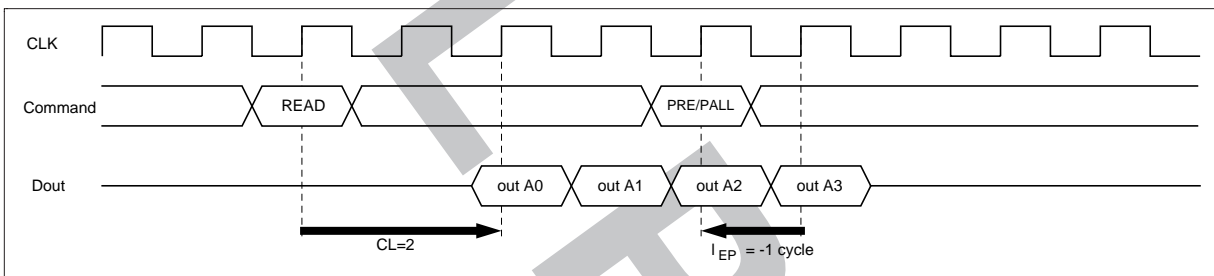 CLK
Command
READ
PRE/PALL
Dout
out A0
out A1
out A2
out A3
CL=2
l EP = -1 cycle